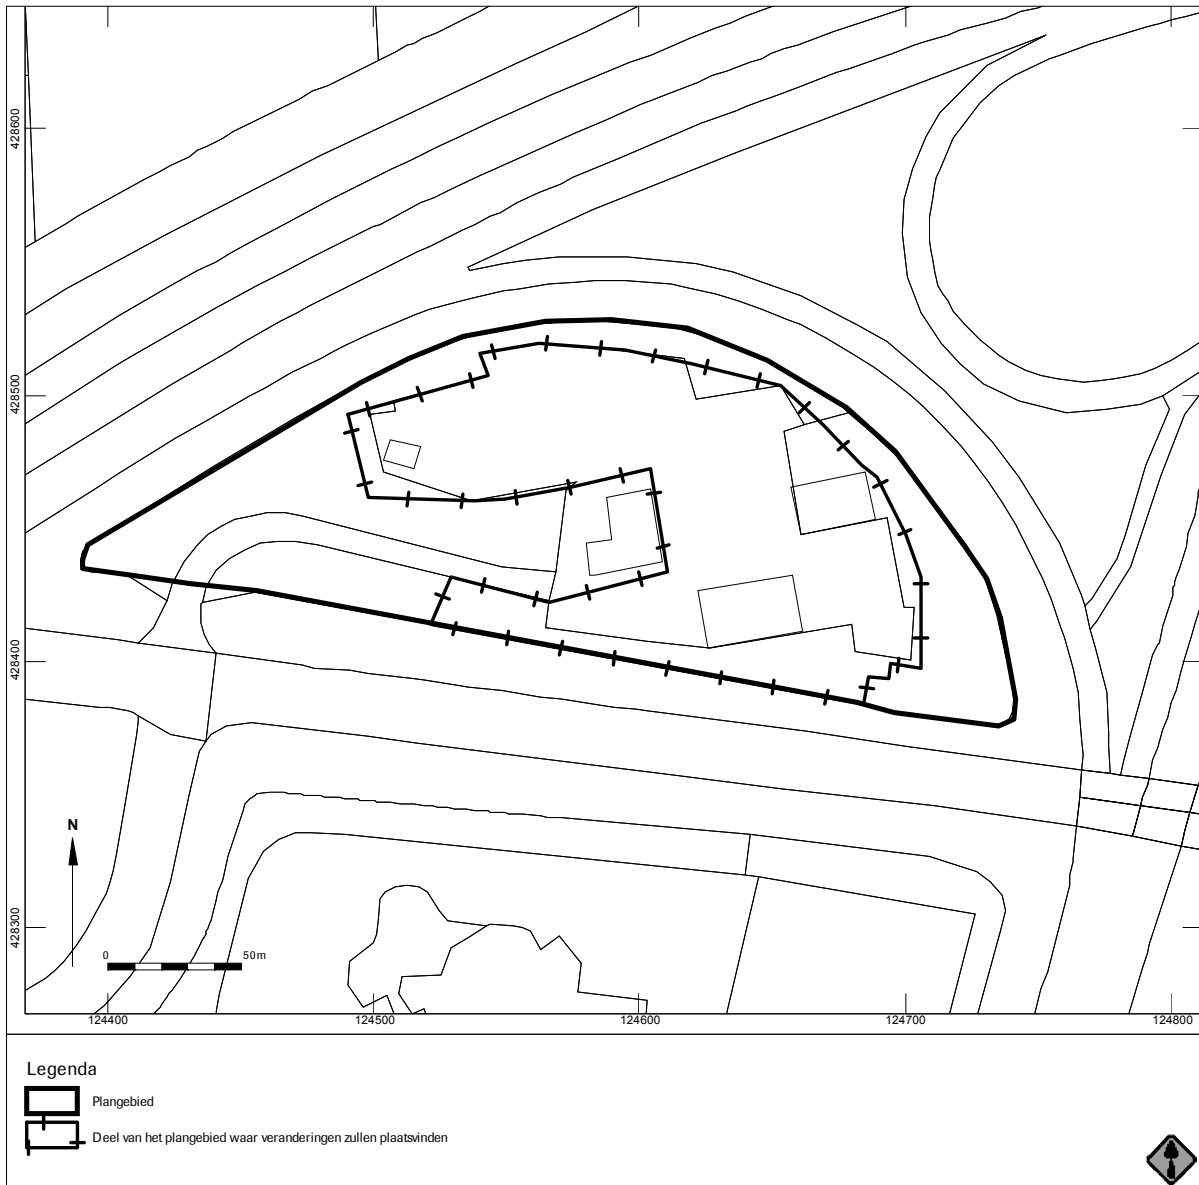 428600
428500
428400
428300
N
0 50m
124400 124500 124600 124700 124800
Legenda
Plangebied
Deel van het plangebied waar veranderingen zullen plaatsvinden